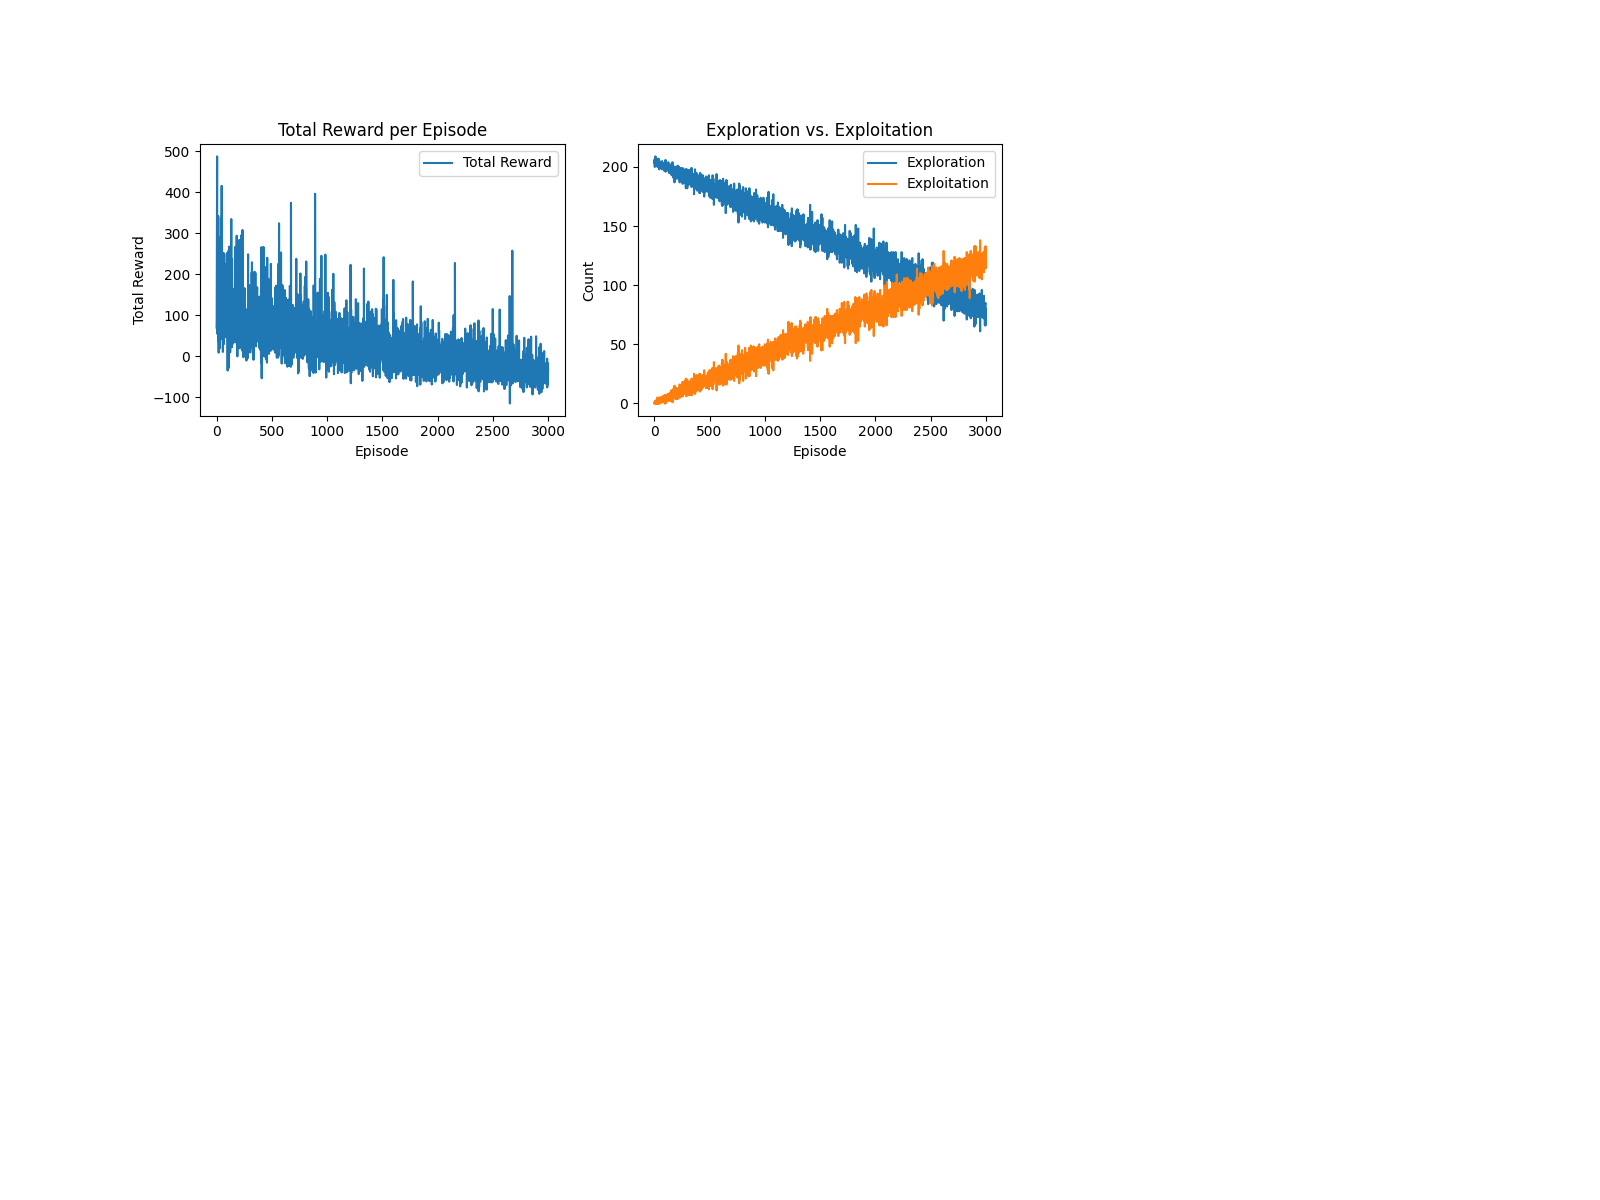 Total Reward per Episode
Total Reward
500
400
300
200
100
0
−100
Total Reward
0 500 1000 1500 2000 2500 3000
Episode
Exploration vs. Exploitation
Exploration
Exploitation
200
150
100
50
0
Count
0 500 1000 1500 2000 2500 3000
Episode